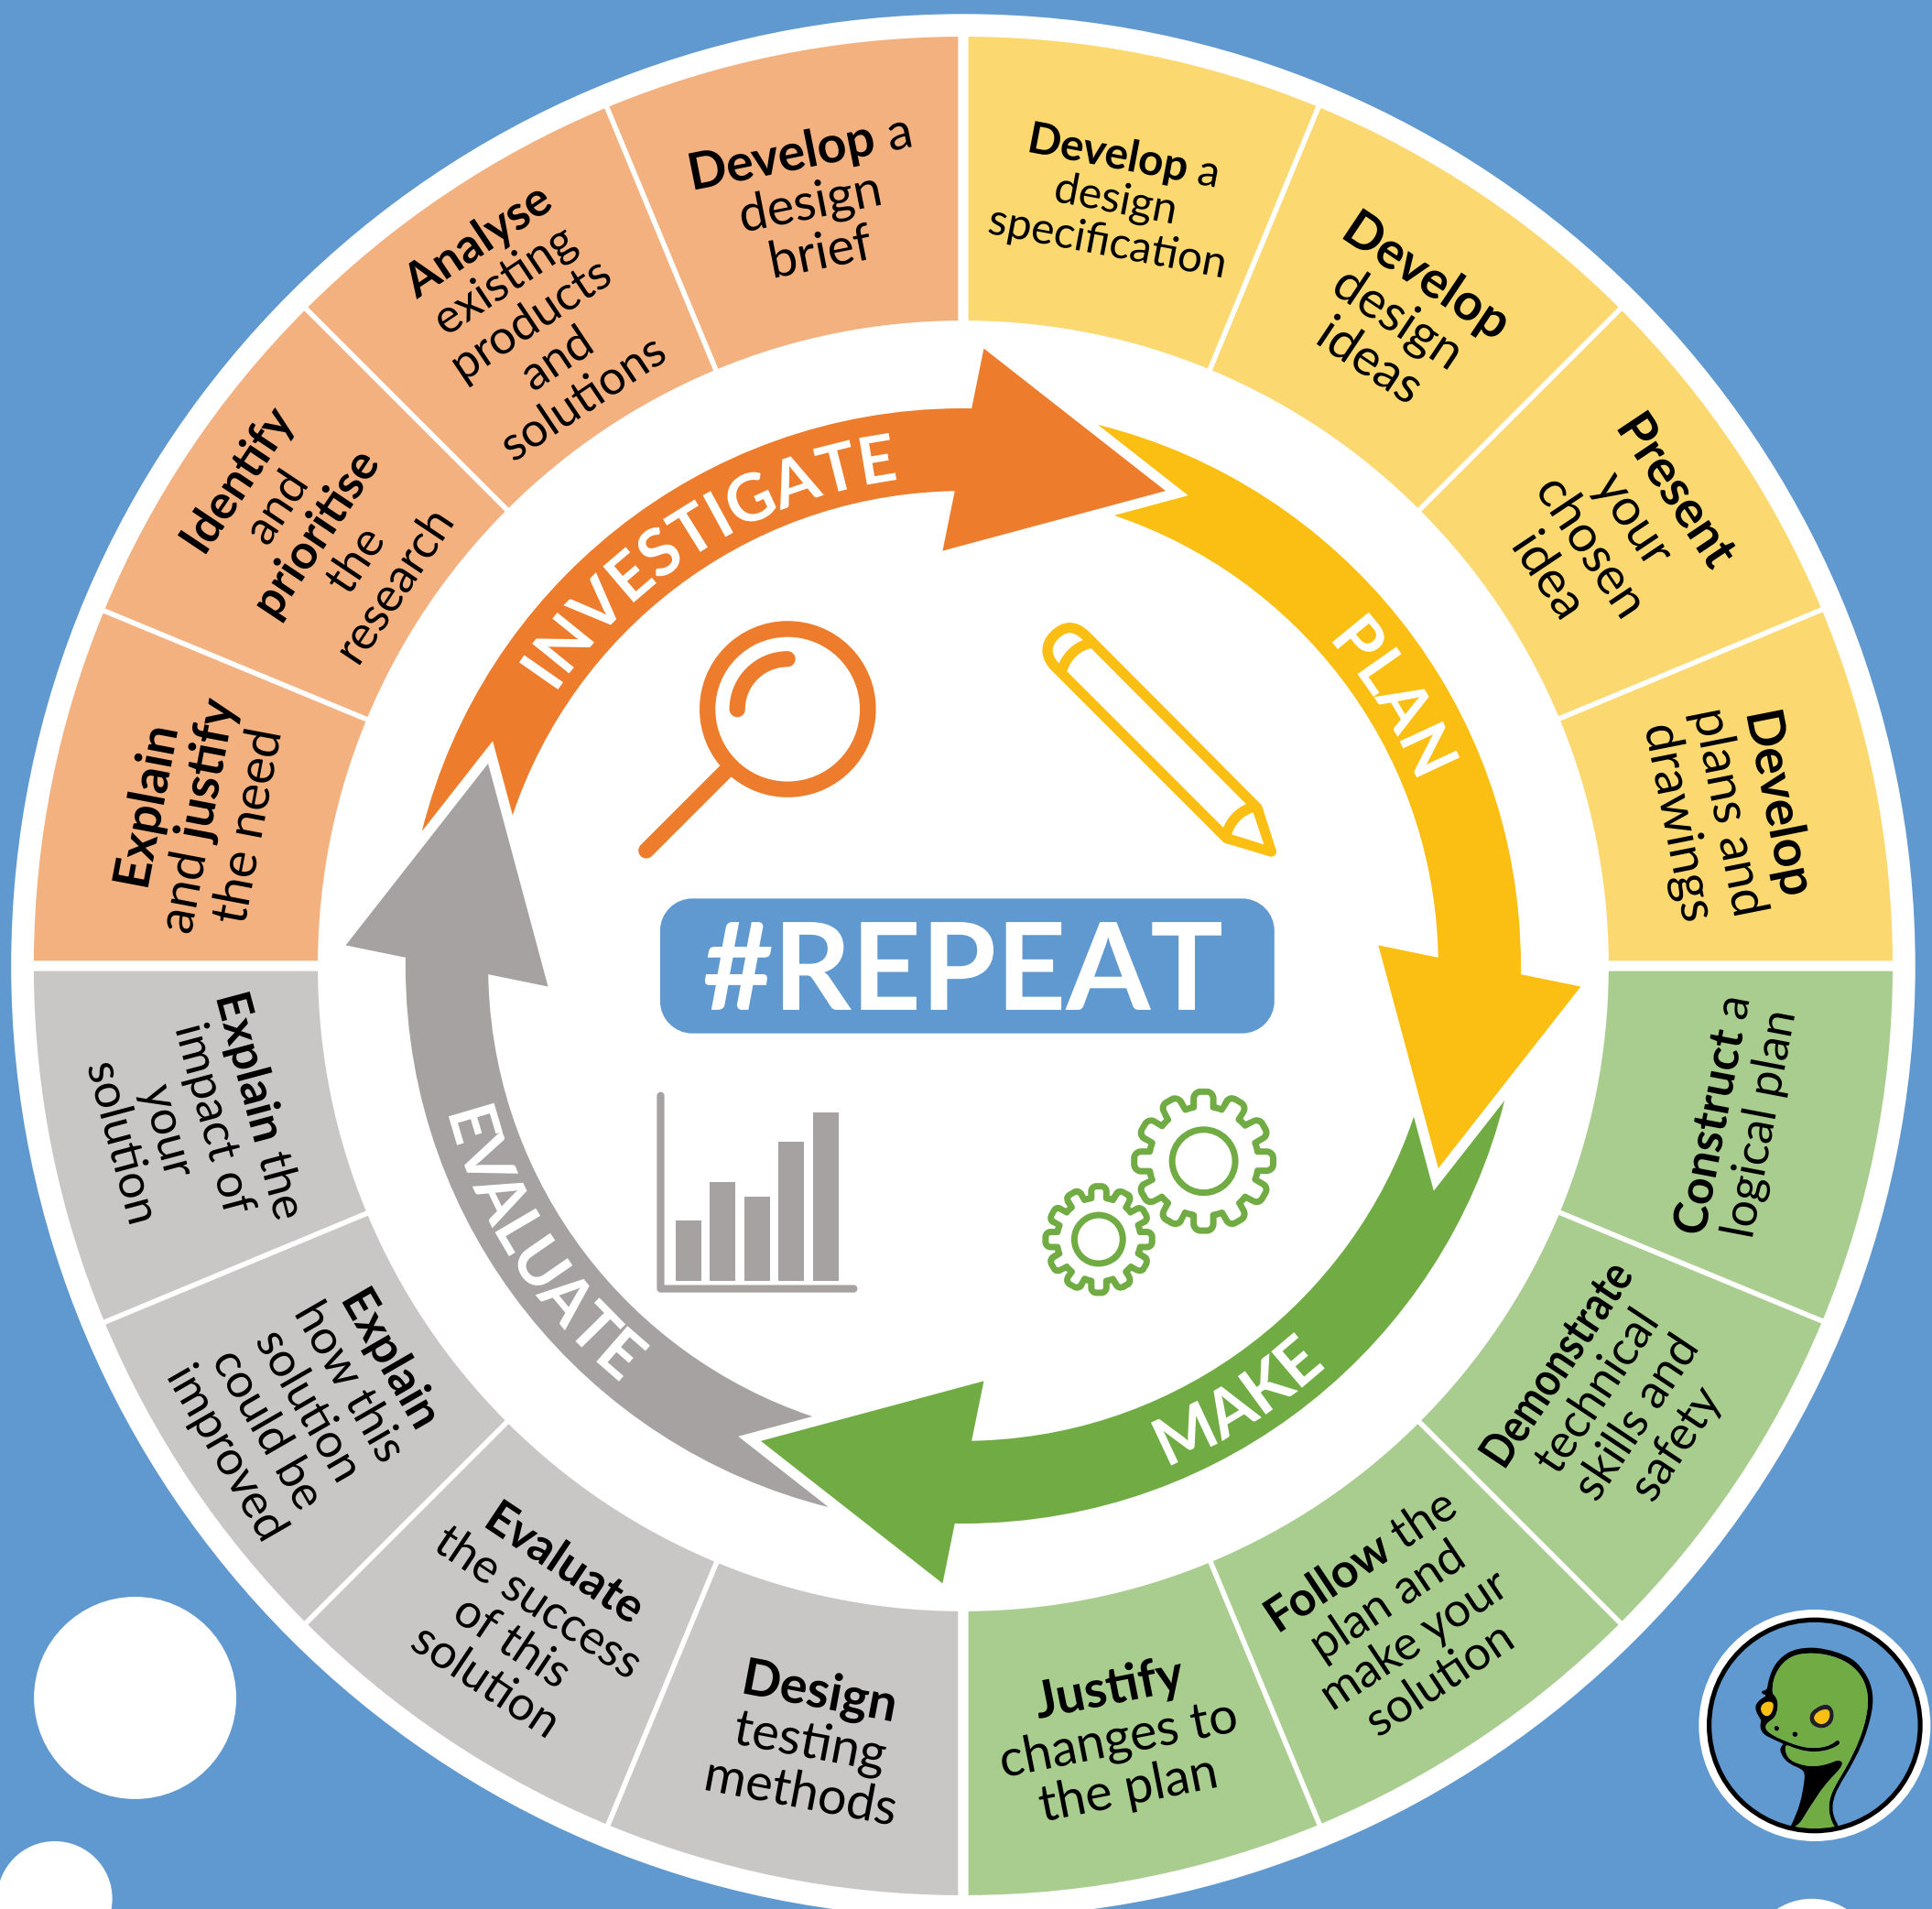 Develop a
design
brief
Develop a
design
specification
Develop
design
ideas
Present
your
chosen
idea
Develop
plans and
drawings
Construct a
logical plan
Demonstrate
technical
skills and
safety
Follow the
plan and
make your
solution
Justify
changes to
the plan
Design
testing
methods
Evaluate
the success
of this
solution
Explain
how this
solution
could be
improved
Explain the
impact of
your
solution
Explain
and justify
the need
Identify
and
prioritise
the
research
Analyse
existing
products
and
solutions
INVESTIGATE
PLAN
MAKE
EVALUATE
#REPEAT